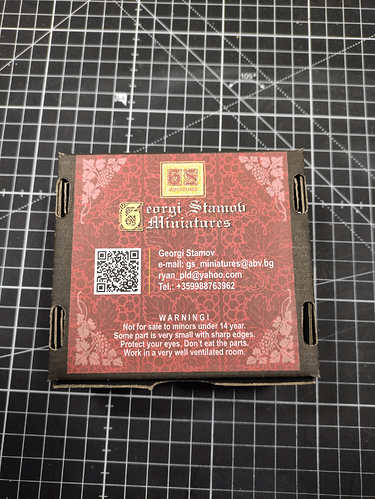 GS
MINIATURES
Georgi Stamov
Miniatures
Georgi Stamov
e-mail: gs_miniatures@abv.bg
ryan_pld@yahoo.com
Tel.: +359988763962
WARNING!
Not for sale to minors under 14 year.
Some part is very small with sharp edges.
Protect your eyes. Don't eat the parts.
Work in a very well ventilated room.